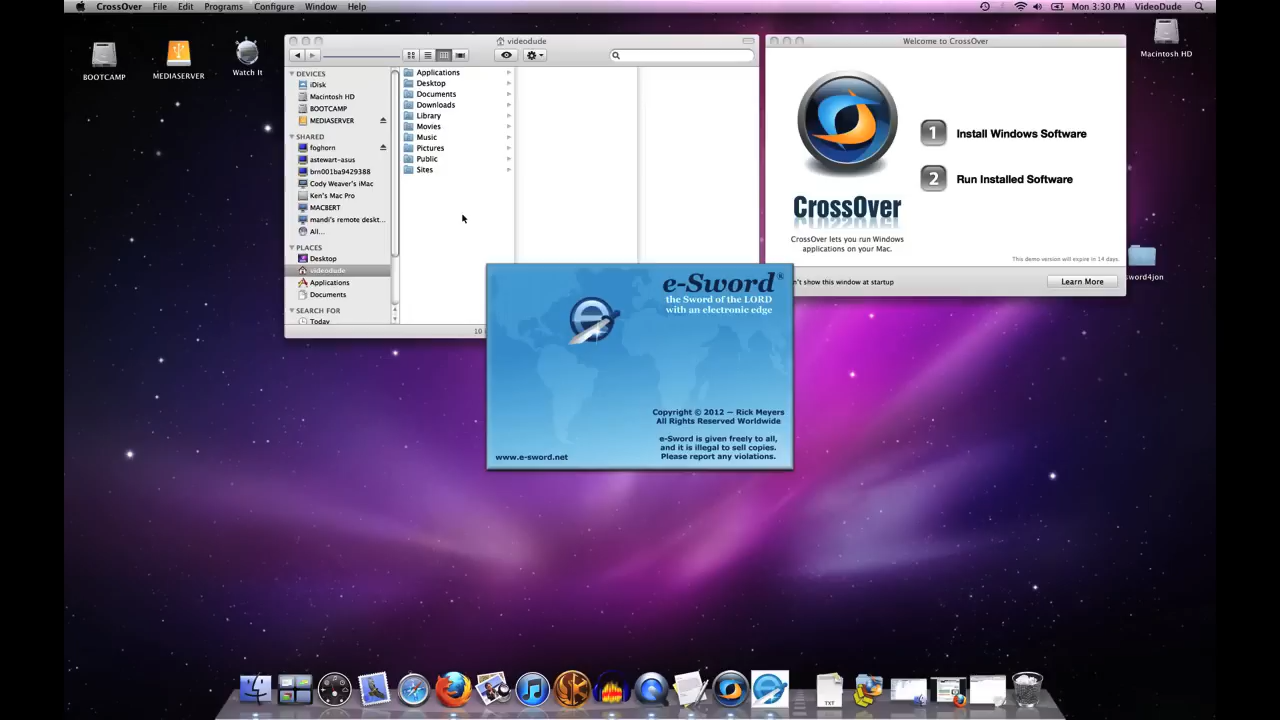 CrossOver File Edit Programs Configure Window Help
Mon 3:30 PM VideoDude
BOOTCAMP
MEDIASERVER
Watch It
Macintosh HD
videodude
DEVICES
iDisk
Macintosh HD
BOOTCAMP
MEDIASERVER
SHARED
foghorn
astewart-asus
brn001ba9429388
Cody Weaver's iMac
Ken's Mac Pro
MACBERT
mandi's remote deskt...
All...
PLACES
Desktop
videodude
Applications
Documents
SEARCH FOR
Today
Applications
Desktop
Documents
Downloads
Library
Movies
Music
Pictures
Public
Sites
10
Welcome to CrossOver
1 Install Windows Software
2 Run Installed Software
CrossOver
CrossOver lets you run Windows
applications on your Mac.
This demo version will expire in 14 days.
't show this window at startup
Learn More
sword4jon
e-Sword®
the Sword of the LORD
with an electronic edge
Copyright © 2012 — Rick Meyers
All Rights Reserved Worldwide
e-Sword is given freely to all,
and it is illegal to sell copies.
Please report any violations.
www.e-sword.net
TXT